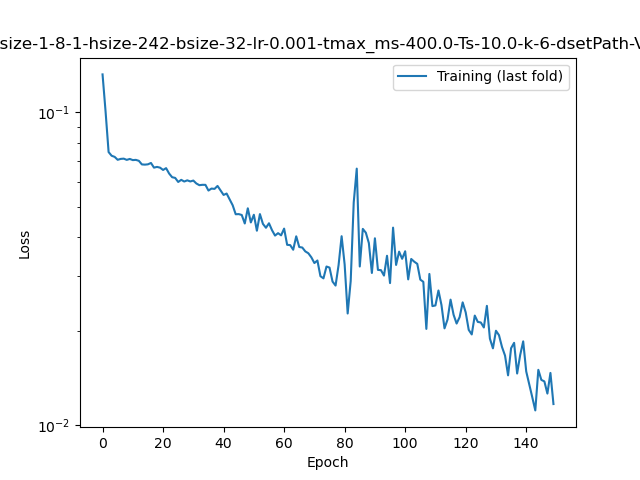 size-1-8-1-hsize-242-bsize-32-lr-0.001-tmax_ms-400.0-Ts-10.0-k-6-dsetPath-V
Training (last fold)
10⁻¹
10⁻²
Loss
0 20 40 60 80 100 120 140
Epoch